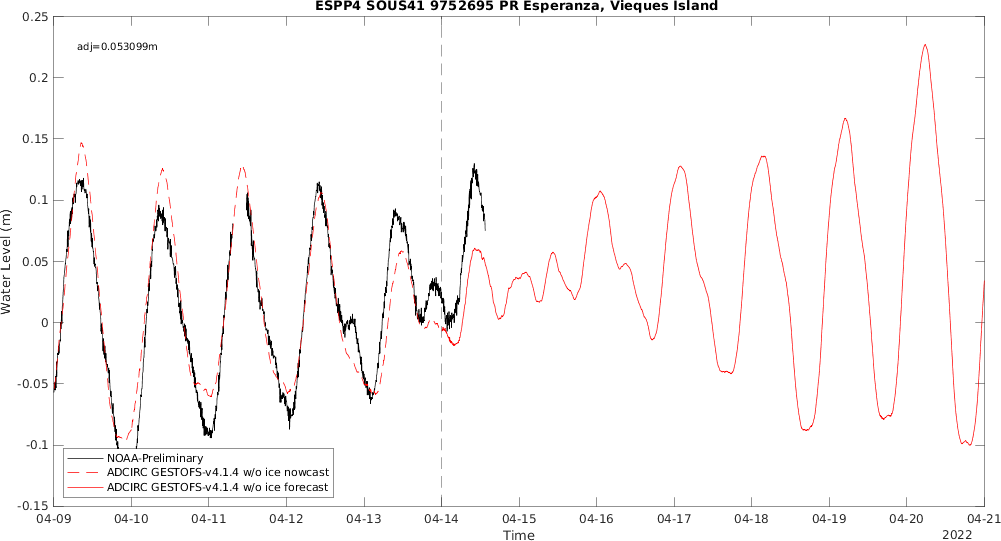 ESPP4 SOUS41 9752695 PR Esperanza, Vieques Island
0.25
adj=0.053099m
0.2
0.15
0.1
0.05
0
-0.05
-0.1
-0.15
Water Level (m)
NOAA-Preliminary
ADCIRC GESTOFS-v4.1.4 w/o ice nowcast
ADCIRC GESTOFS-v4.1.4 w/o ice forecast
04-09 04-10 04-11 04-12 04-13 04-14 04-15 04-16 04-17 04-18 04-19 04-20 04-21
Time
2022